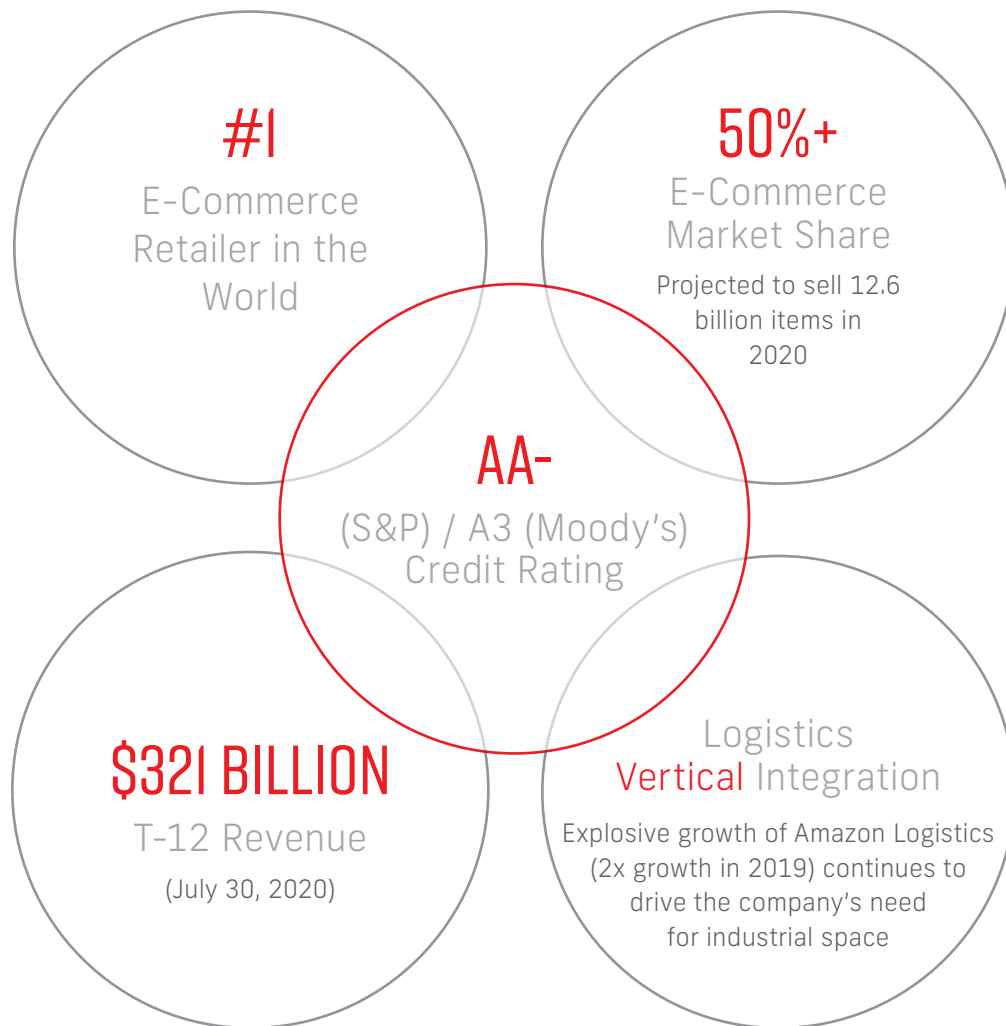 #1
E-Commerce
Retailer in the
World
50%+
E-Commerce
Market Share
Projected to sell 12.6
billion items in
2020
AA-
(S&P) / A3 (Moody’s)
Credit Rating
$321 BILLION
T-12 Revenue
(July 30, 2020)
Logistics
Vertical Integration
Explosive growth of Amazon Logistics
(2x growth in 2019) continues to
drive the company’s need
for industrial space